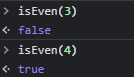 > isEven(3)
< false
> isEven(4)
< true